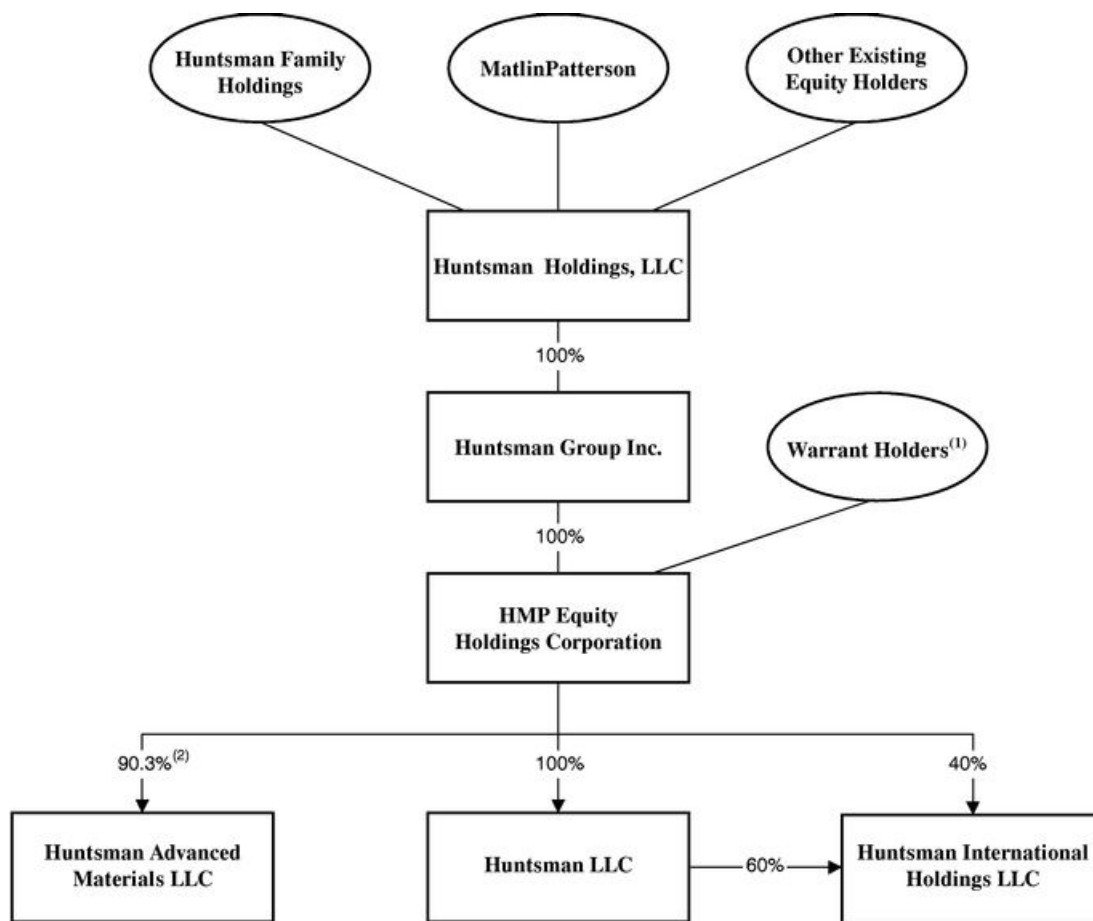 Huntsman Family
Holdings
MatlinPatterson
Other Existing
Equity Holders
Huntsman Holdings, LLC
100%
Huntsman Group Inc.
Warrant Holders(1)
100%
HMP Equity
Holdings Corporation
90.3%(2)
100%
40%
Huntsman Advanced
Materials LLC
Huntsman LLC
60%
Huntsman International
Holdings LLC